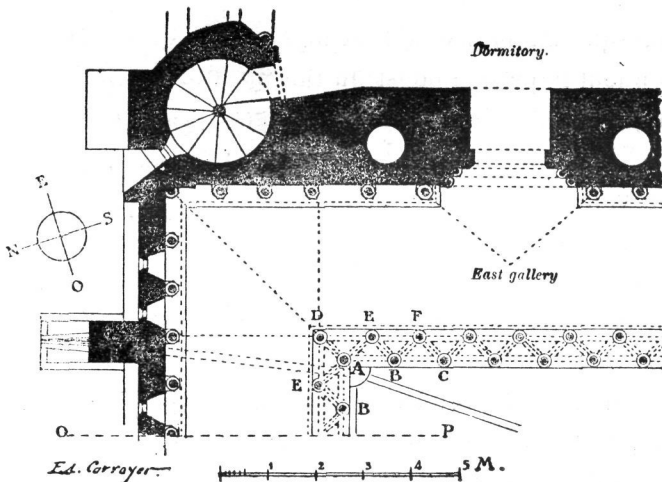 Dormitory.
E
S
N
O
East gallery
D E F
A
B C
E
B
O P
Ed. Corroyer.
1 2 3 4 5 M.